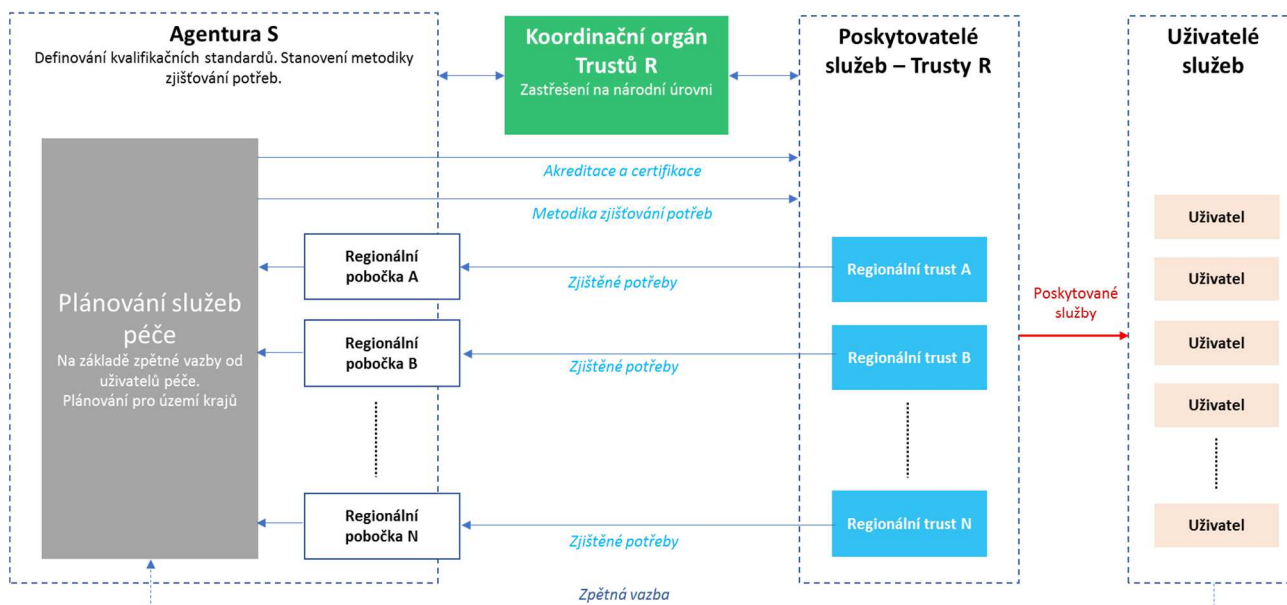 Agentura S
Definování kvalifikačních standardů. Stanovení metodiky
zjišťování potřeb.
Koordinační orgán
Trustů R
Zastřešení na národní úrovni
Poskytovatelé
služeb – Trusty R
Uživatelé
služeb
Akreditace a certifikace
Metodika zjišťování potřeb
Plánování služeb
péče
Na základě zpětné vazby od
uživatelů péče.
Plánování pro území krajů
Regionální
pobočka A
Zjištěné potřeby
Regionální trust A
Regionální
pobočka B
Zjištěné potřeby
Regionální trust B
Regionální
pobočka N
Zjištěné potřeby
Regionální trust N
Poskytované
služby
Uživatel
Uživatel
Uživatel
Uživatel
Uživatel
Zpětná vazba